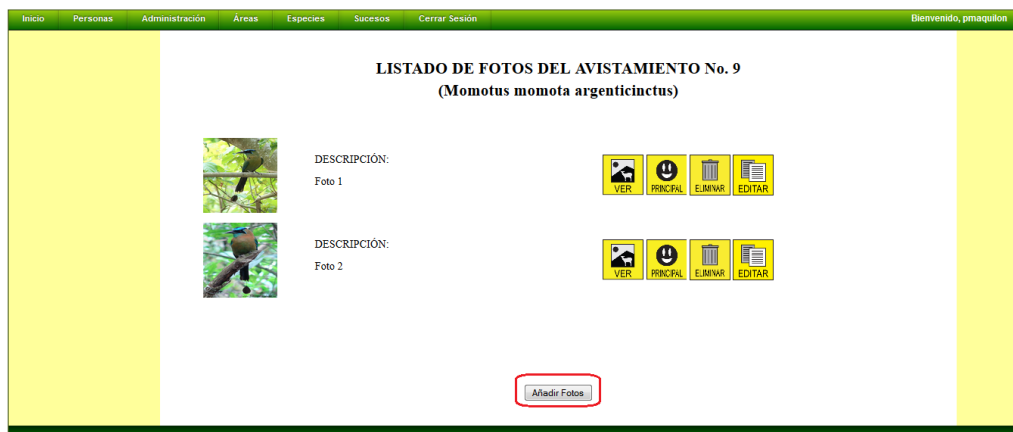 Inicio Personas Administración Áreas Especies Sucesos Cerrar Sesión Bienvenido, pmaquilon
LISTADO DE FOTOS DEL AVISTAMIENTO No. 9
(Momotus momota argenticinctus)
DESCRIPCIÓN:
Foto 1
VER PRINCIPAL ELIMINAR EDITAR
DESCRIPCIÓN:
Foto 2
VER PRINCIPAL ELIMINAR EDITAR
Añadir Fotos